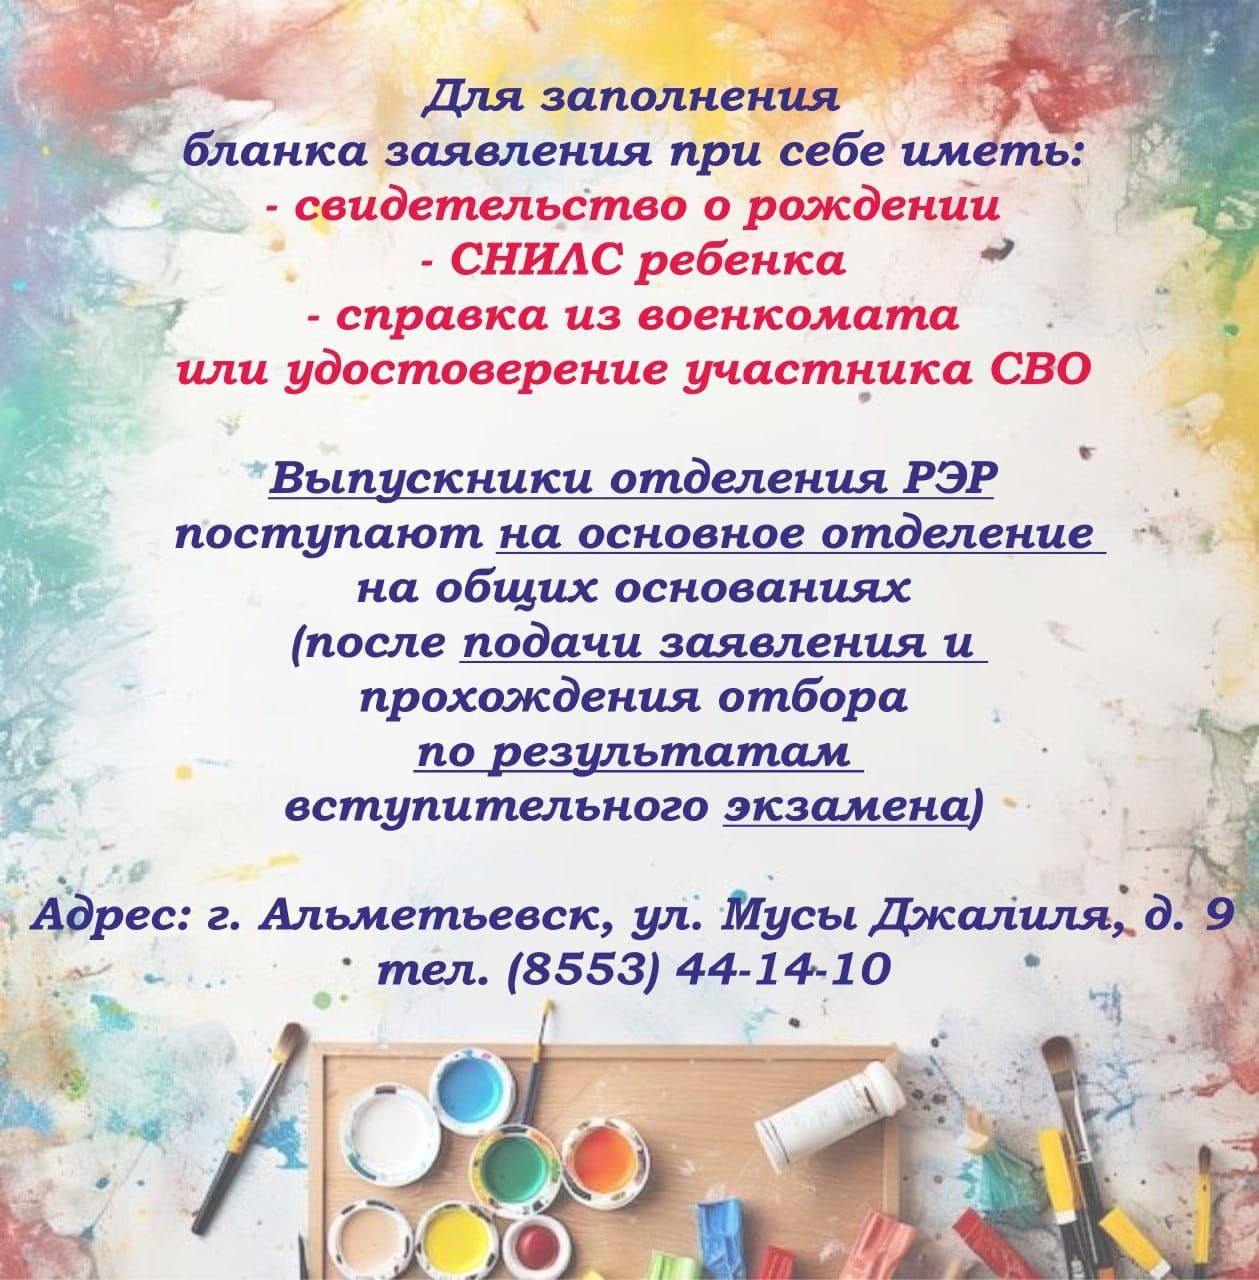 Для заполнения
бланка заявления при себе иметь:
- свидетельство о рождении
- СНИЛС ребенка
- справка из военкомата
или удостоверение участника СВО
Выпускники отделения РЭР
поступают на основное отделение
на общих основаниях
(после подачи заявления и
прохождения отбора
по результатам
вступительного экзамена)
Адрес: г. Альметьевск, ул. Мусы Джалиля, д. 9
тел. (8553) 44-14-10